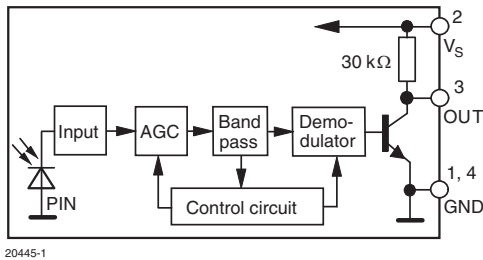 2
V_S
30 kΩ
3
OUT
Input
AGC
Band
pass
Demo-
dulator
1, 4
GND
PIN
Control circuit
20445-1